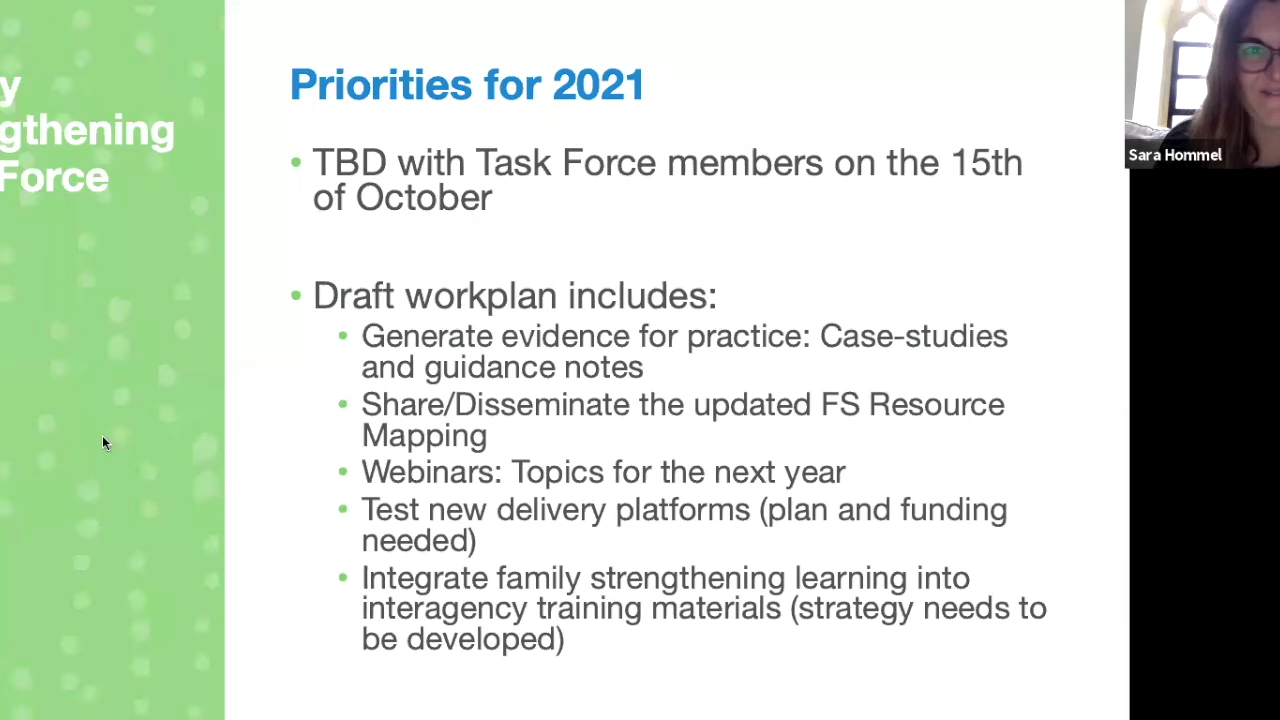 y
gthening
Force
Priorities for 2021
• TBD with Task Force members on the 15th
of October
• Draft workplan includes:
• Generate evidence for practice: Case-studies
and guidance notes
• Share/Disseminate the updated FS Resource
Mapping
• Webinars: Topics for the next year
• Test new delivery platforms (plan and funding
needed)
• Integrate family strengthening learning into
interagency training materials (strategy needs to
be developed)
Sara Hommel